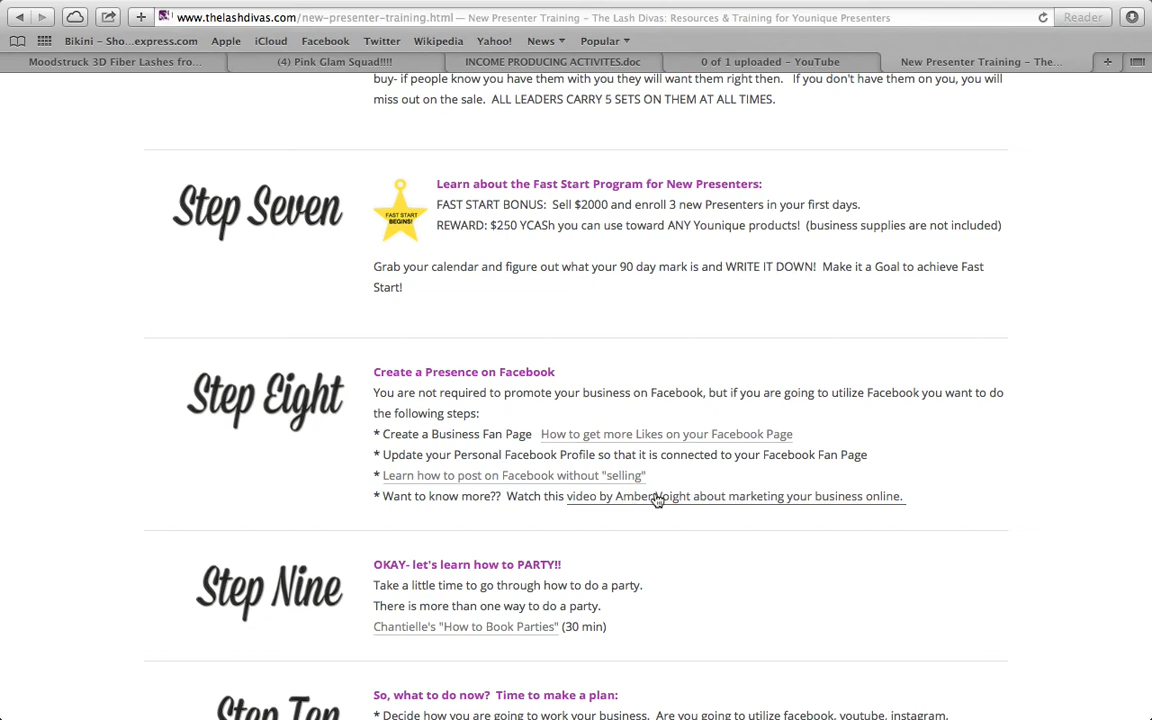 www.thelashdivas.com/new-presenter-training.html — New Presenter Training – The Lash Divas: Resources & Training for Younique Presenters
Reader
Bikini - Sho...express.com Apple iCloud Facebook Twitter Wikipedia Yahoo! News Popular
Moodstruck 3D Fiber Lashes fro... (4) Pink Glam Squad!!!! INCOME PRODUCING ACTIVITES.doc 0 of 1 uploaded – YouTube New Presenter Training – The...
buy- if people know you have them with you they will want them right then. If you don't have them on you, you will
miss out on the sale. ALL LEADERS CARRY 5 SETS ON THEM AT ALL TIMES.
Step Seven
FAST START
BEGINS!
Learn about the Fast Start Program for New Presenters:
FAST START BONUS: Sell $2000 and enroll 3 new Presenters in your first days.
REWARD: $250 YCASh you can use toward ANY Younique products! (business supplies are not included)
Grab your calendar and figure out what your 90 day mark is and WRITE IT DOWN! Make it a Goal to achieve Fast
Start!
Step Eight
Create a Presence on Facebook
You are not required to promote your business on Facebook, but if you are going to utilize Facebook you want to do
the following steps:
* Create a Business Fan Page How to get more Likes on your Facebook Page
* Update your Personal Facebook Profile so that it is connected to your Facebook Fan Page
* Learn how to post on Facebook without "selling"
* Want to know more?? Watch this video by Amber Voight about marketing your business online.
Step Nine
OKAY- let's learn how to PARTY!!
Take a little time to go through how to do a party.
There is more than one way to do a party.
Chantielle's "How to Book Parties" (30 min)
Step Ten
So, what to do now? Time to make a plan:
* Decide how you are going to work your business. Are you going to utilize facebook, youtube, instagram.